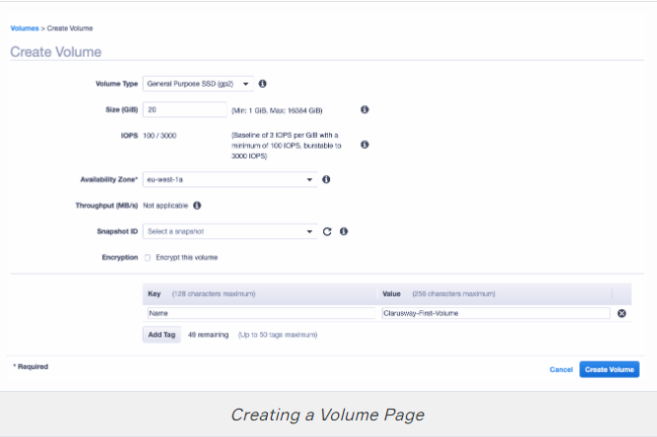 Volumes > Create Volume
Create Volume
Volume Type General Purpose SSD (gp2)
Size (GiB) 20 (Min: 1 GiB, Max: 16384 GiB)
IOPS 100 / 3000 (Baseline of 3 IOPS per GiB with a
minimum of 100 IOPS, burstable to
3000 IOPS)
Availability Zone* eu-west-1a
Throughput (MB/s) Not applicable
Snapshot ID Select a snapshot
Encryption Encrypt this volume
Key (128 characters maximum) Value (256 characters maximum)
Name Clarusway-First-Volume
Add Tag 49 remaining (Up to 50 tags maximum)
* Required Cancel Create Volume
Creating a Volume Page